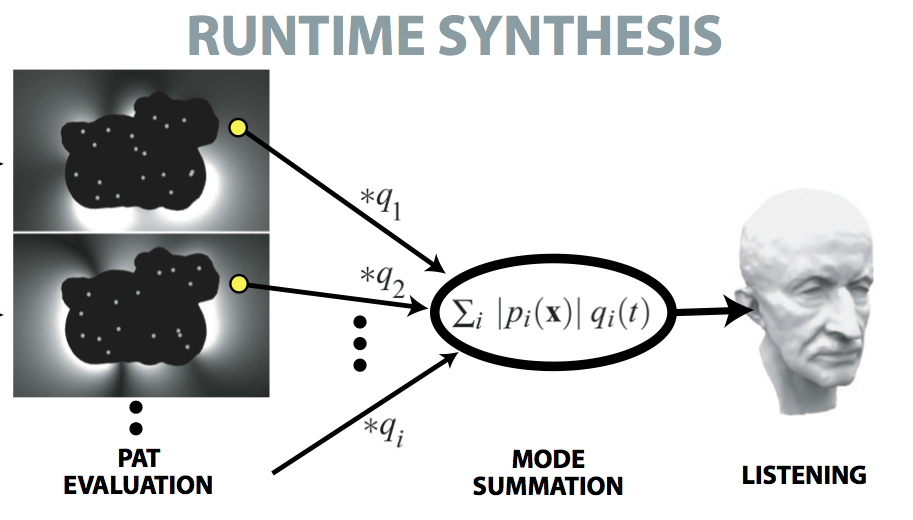 RUNTIME SYNTHESIS
*q₁
*q₂
∑ᵢ |pᵢ(𝐱)| qᵢ(t)
*qᵢ
PAT
EVALUATION
MODE
SUMMATION
LISTENING